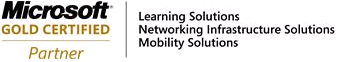 Microsoft®
GOLD CERTIFIED
Partner
Learning Solutions
Networking Infrastructure Solutions
Mobility Solutions